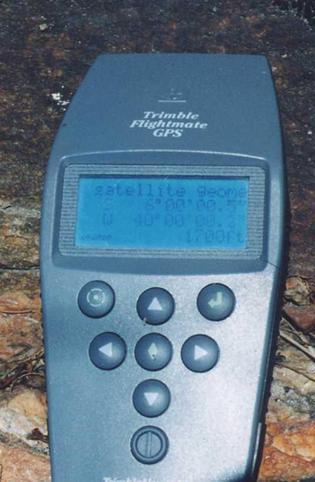 Trimble
Flightmate
GPS
satellite geome
S 6°00'00.5"
W 40°00'00.
1700ft